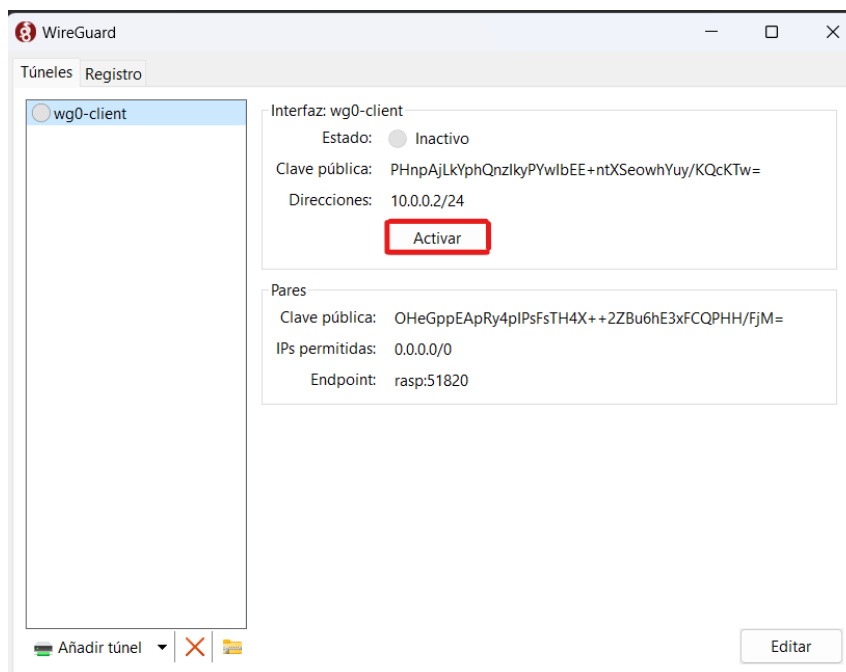 WireGuard
Túneles Registro
wg0-client
Interfaz: wg0-client
Estado: Inactivo
Clave pública: PHnpAjLkYphQnzlkyPYwIbEE+ntXSeowhYuy/KQcKTw=
Direcciones: 10.0.0.2/24
Activar
Pares
Clave pública: OHeGppEApRy4pIPsFsTH4X++2ZBu6hE3xFCQPHH/FjM=
IPs permitidas: 0.0.0.0/0
Endpoint: rasp:51820
Añadir túnel
Editar